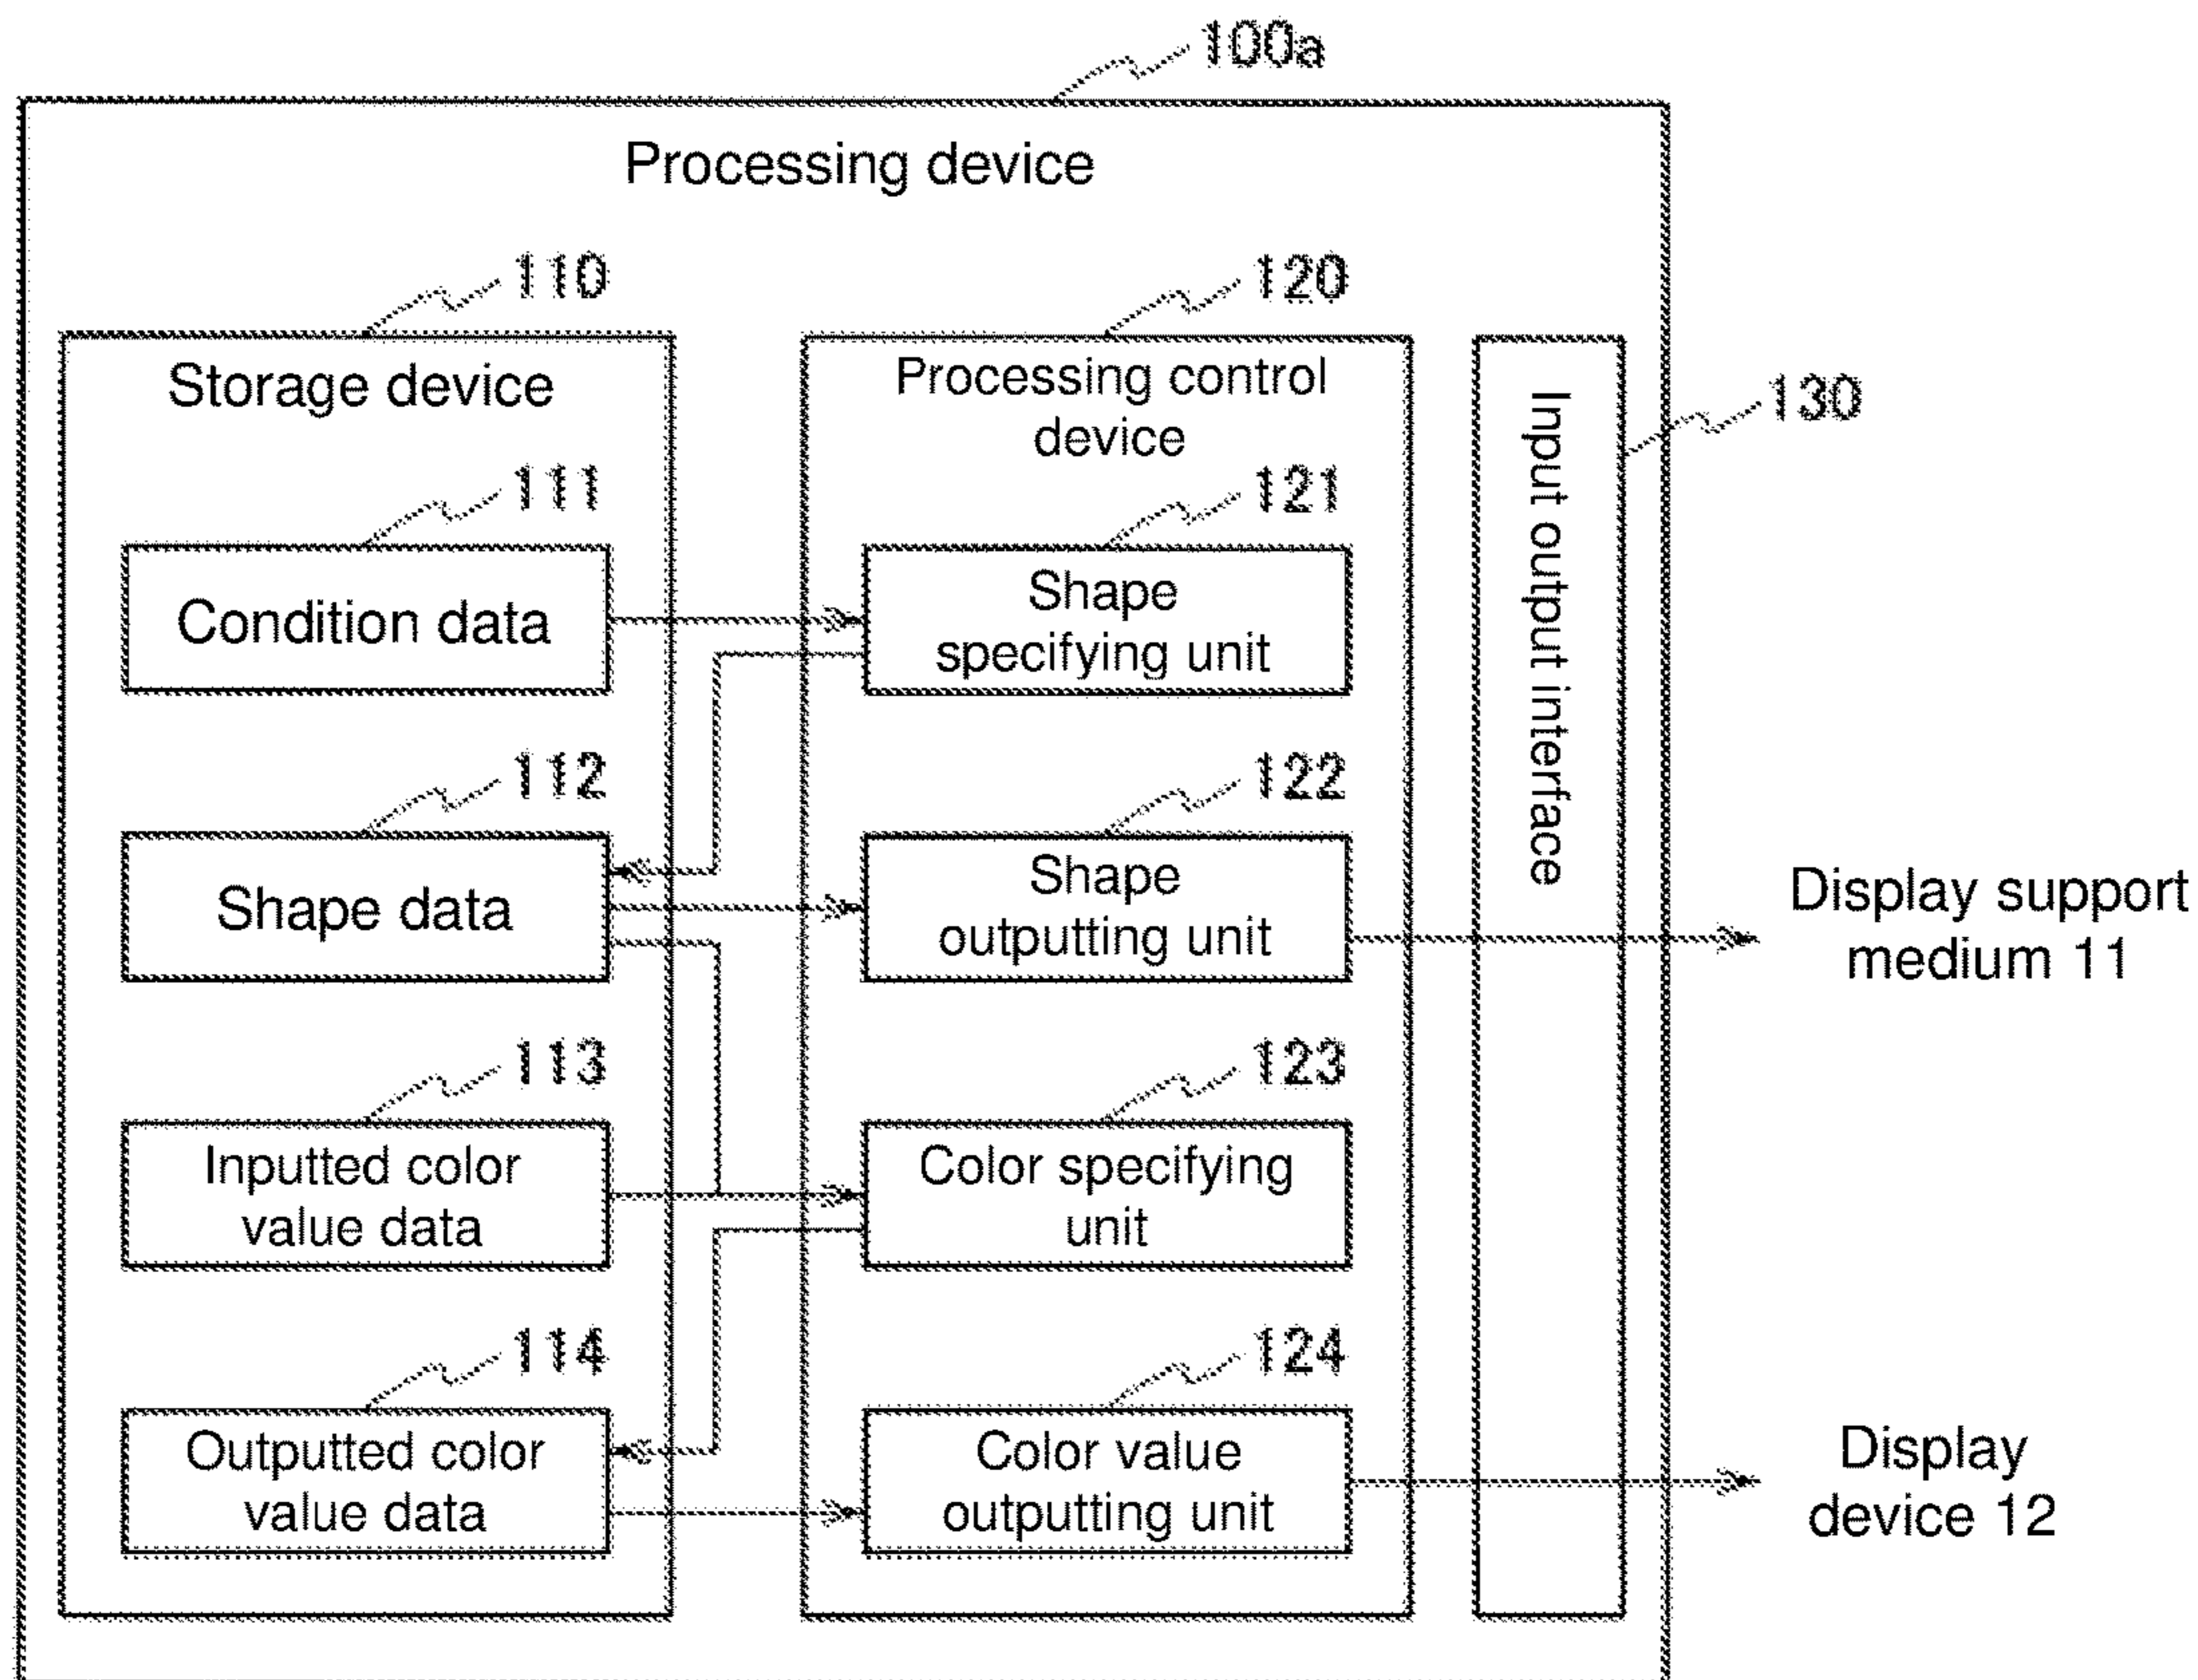 100a
Processing device
110
120
Storage device
Processing control
device
130
Input output interface
111
121
Condition data
Shape
specifying unit
112
122
Shape data
Shape
outputting unit
Display support
medium 11
113
123
Inputted color
value data
Color specifying
unit
114
124
Outputted color
value data
Color value
outputting unit
Display
device 12